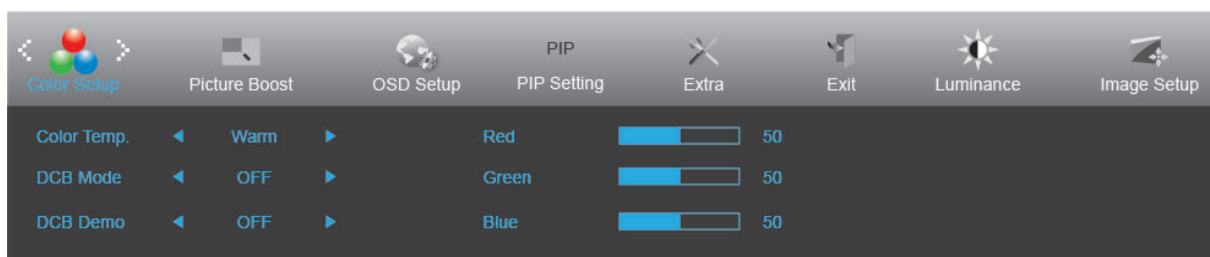 PIP
Color Setup Picture Boost OSD Setup PIP Setting Extra Exit Luminance Image Setup
Color Temp. Warm Red 50
DCB Mode OFF Green 50
DCB Demo OFF Blue 50